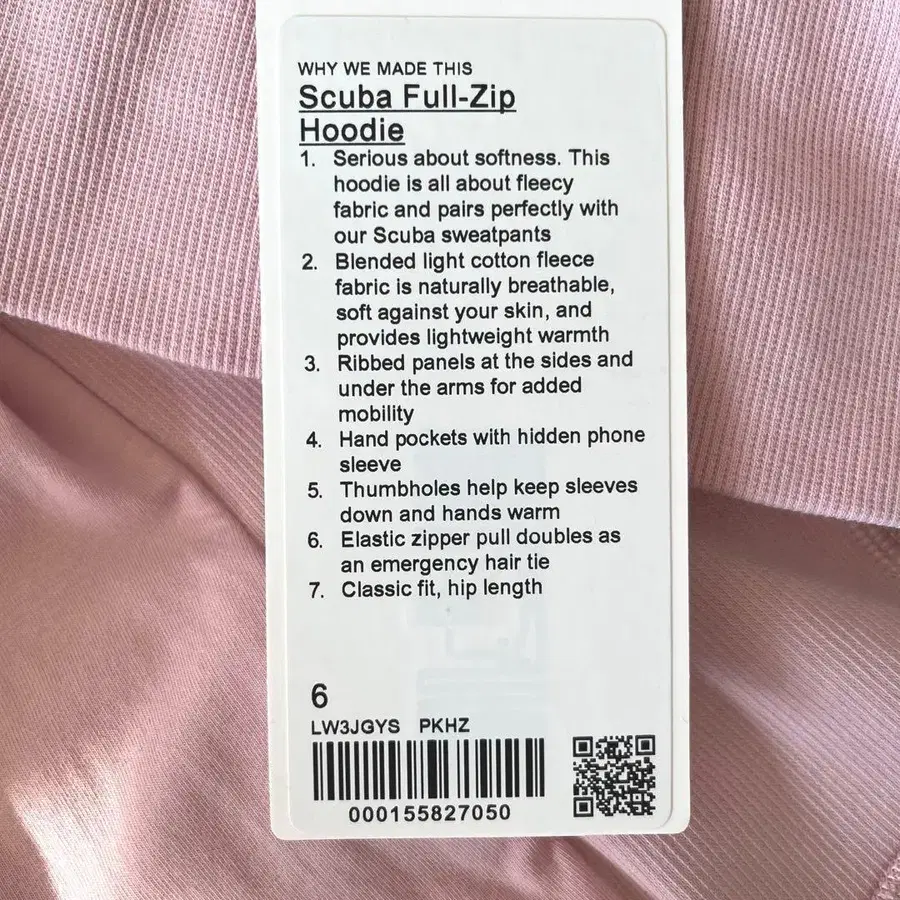 WHY WE MADE THIS
Scuba Full-Zip
Hoodie
1. Serious about softness. This
hoodie is all about fleecy
fabric and pairs perfectly with
our Scuba sweatpants
2. Blended light cotton fleece
fabric is naturally breathable,
soft against your skin, and
provides lightweight warmth
3. Ribbed panels at the sides and
under the arms for added
mobility
4. Hand pockets with hidden phone
sleeve
5. Thumbholes help keep sleeves
down and hands warm
6. Elastic zipper pull doubles as
an emergency hair tie
7. Classic fit, hip length
6
LW3JGYS PKHZ
000155827050